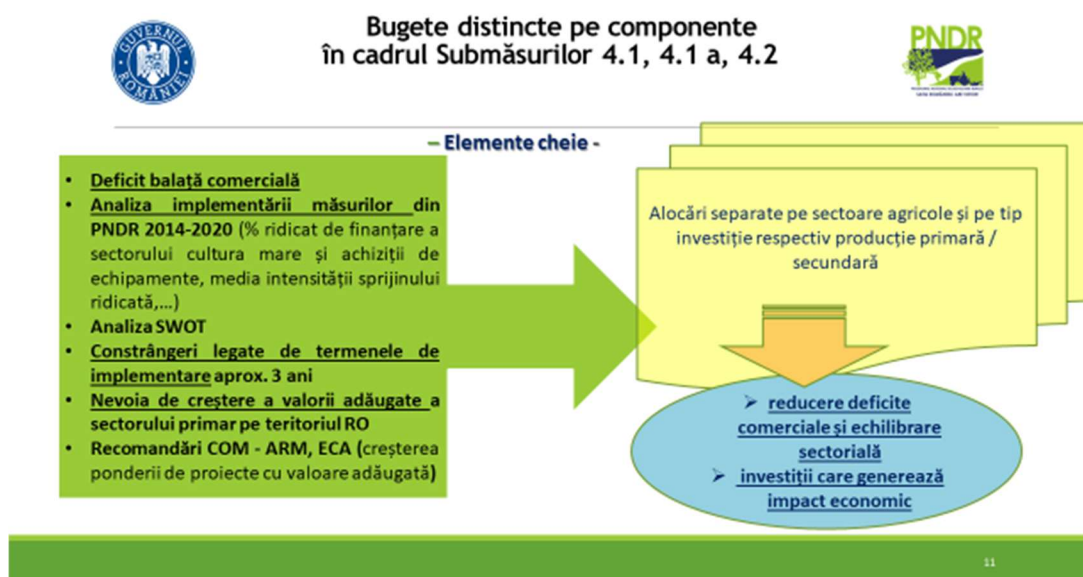 Bugete distincte pe componente
în cadrul Submăsurilor 4.1, 4.1 a, 4.2
GUVERNUL
ROMÂNIEI
PNDR
– Elemente cheie -
• Deficit balață comercială
• Analiza implementării măsurilor din
PNDR 2014-2020 (% ridicat de finanțare a
sectorului cultura mare și achiziții de
echipamente, media intensității sprijinului
ridicată,...)
• Analiza SWOT
• Constrângeri legate de termenele de
implementare aprox. 3 ani
• Nevoia de creștere a valorii adăugate a
sectorului primar pe teritoriul RO
• Recomandări COM - ARM, ECA (creșterea
ponderii de proiecte cu valoare adăugată)
Alocări separate pe sectoare agricole și pe tip
investiție respectiv producție primară /
secundară
➢ reducere deficite
comerciale și echilibrare
sectorială
➢ investiții care generează
impact economic
11